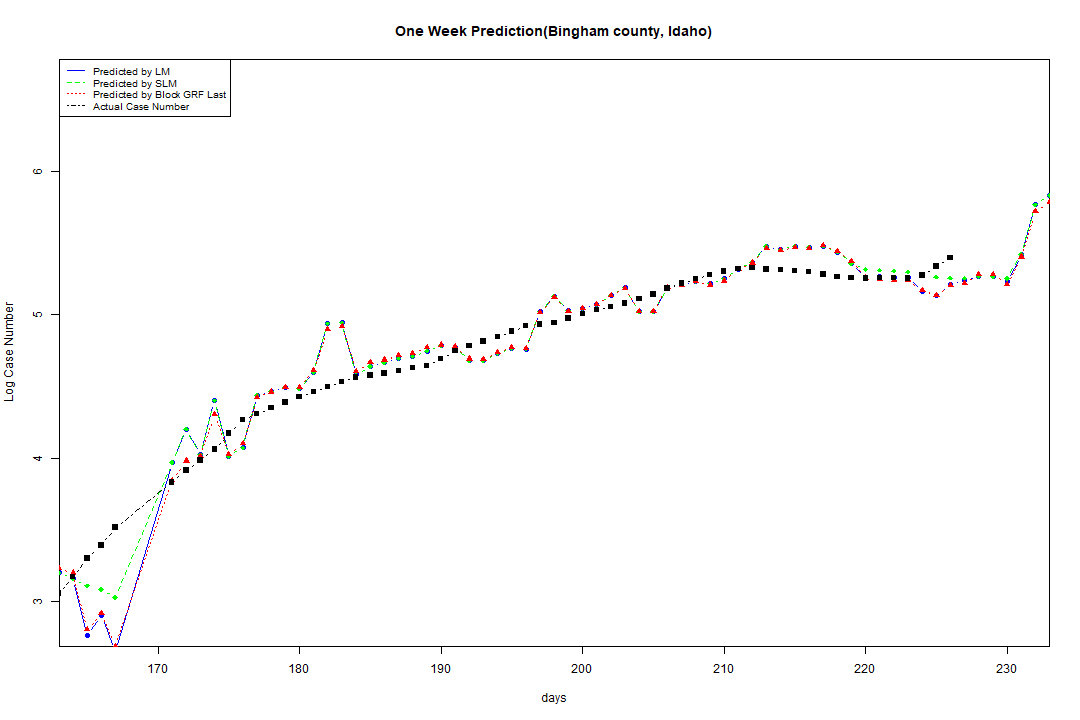 One Week Prediction(Bingham county, Idaho)
Predicted by LM
Predicted by SLM
Predicted by Block GRF Last
Actual Case Number
Log Case Number
6
5
4
3
170 180 190 200 210 220 230
days